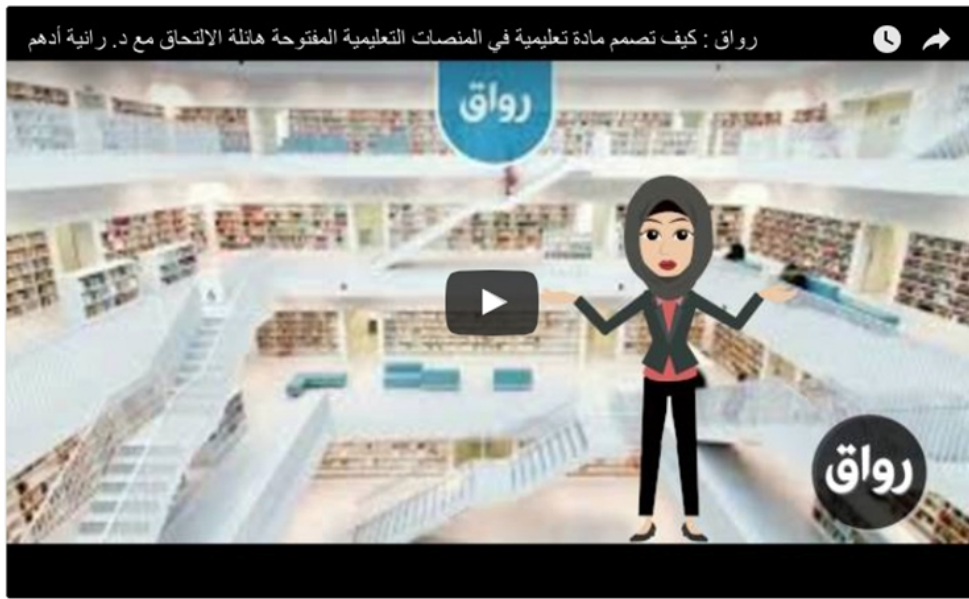 رواق : كيف تصمم مادة تعليمية في المنصات التعليمية المفتوحة هائلة الالتحاق مع د. رانية أدهم
رواق
رواق